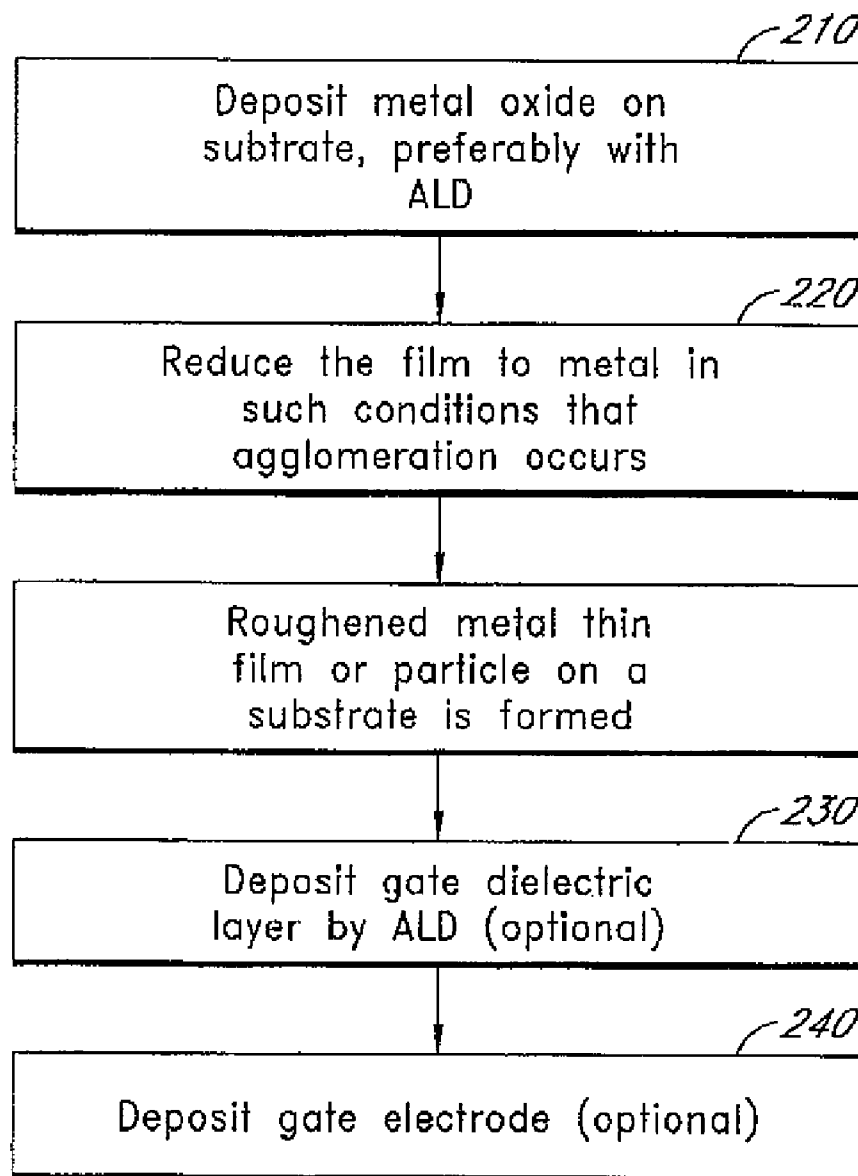 210
Deposit metal oxide on
subtrate, preferably with
ALD
220
Reduce the film to metal in
such conditions that
agglomeration occurs
Roughened metal thin
film or particle on a
substrate is formed
230
Deposit gate dielectric
layer by ALD (optional)
240
Deposit gate electrode (optional)